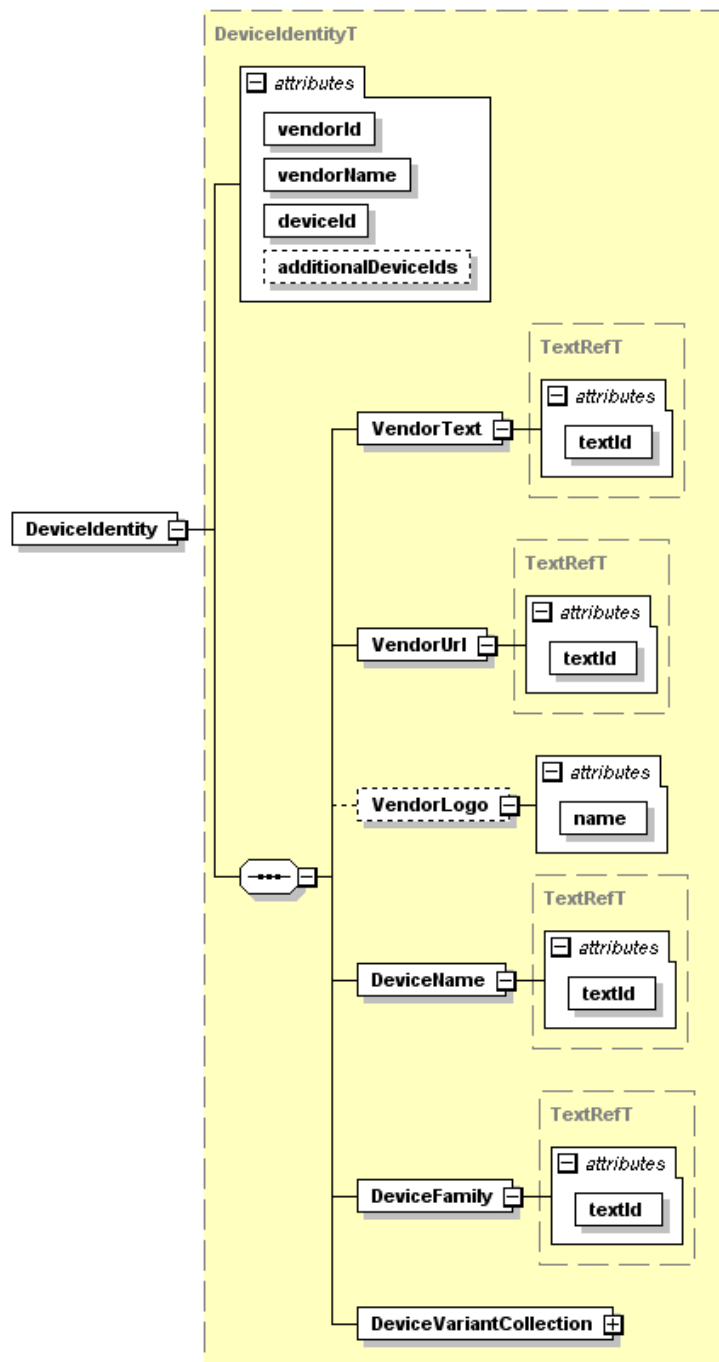 DeviceIdentityT
attributes
vendorId
vendorName
deviceId
additionalDeviceIds
TextRefT
attributes
VendorText
textId
DeviceIdentity
TextRefT
attributes
VendorUrl
textId
attributes
VendorLogo
name
TextRefT
attributes
DeviceName
textId
TextRefT
attributes
DeviceFamily
textId
DeviceVariantCollection